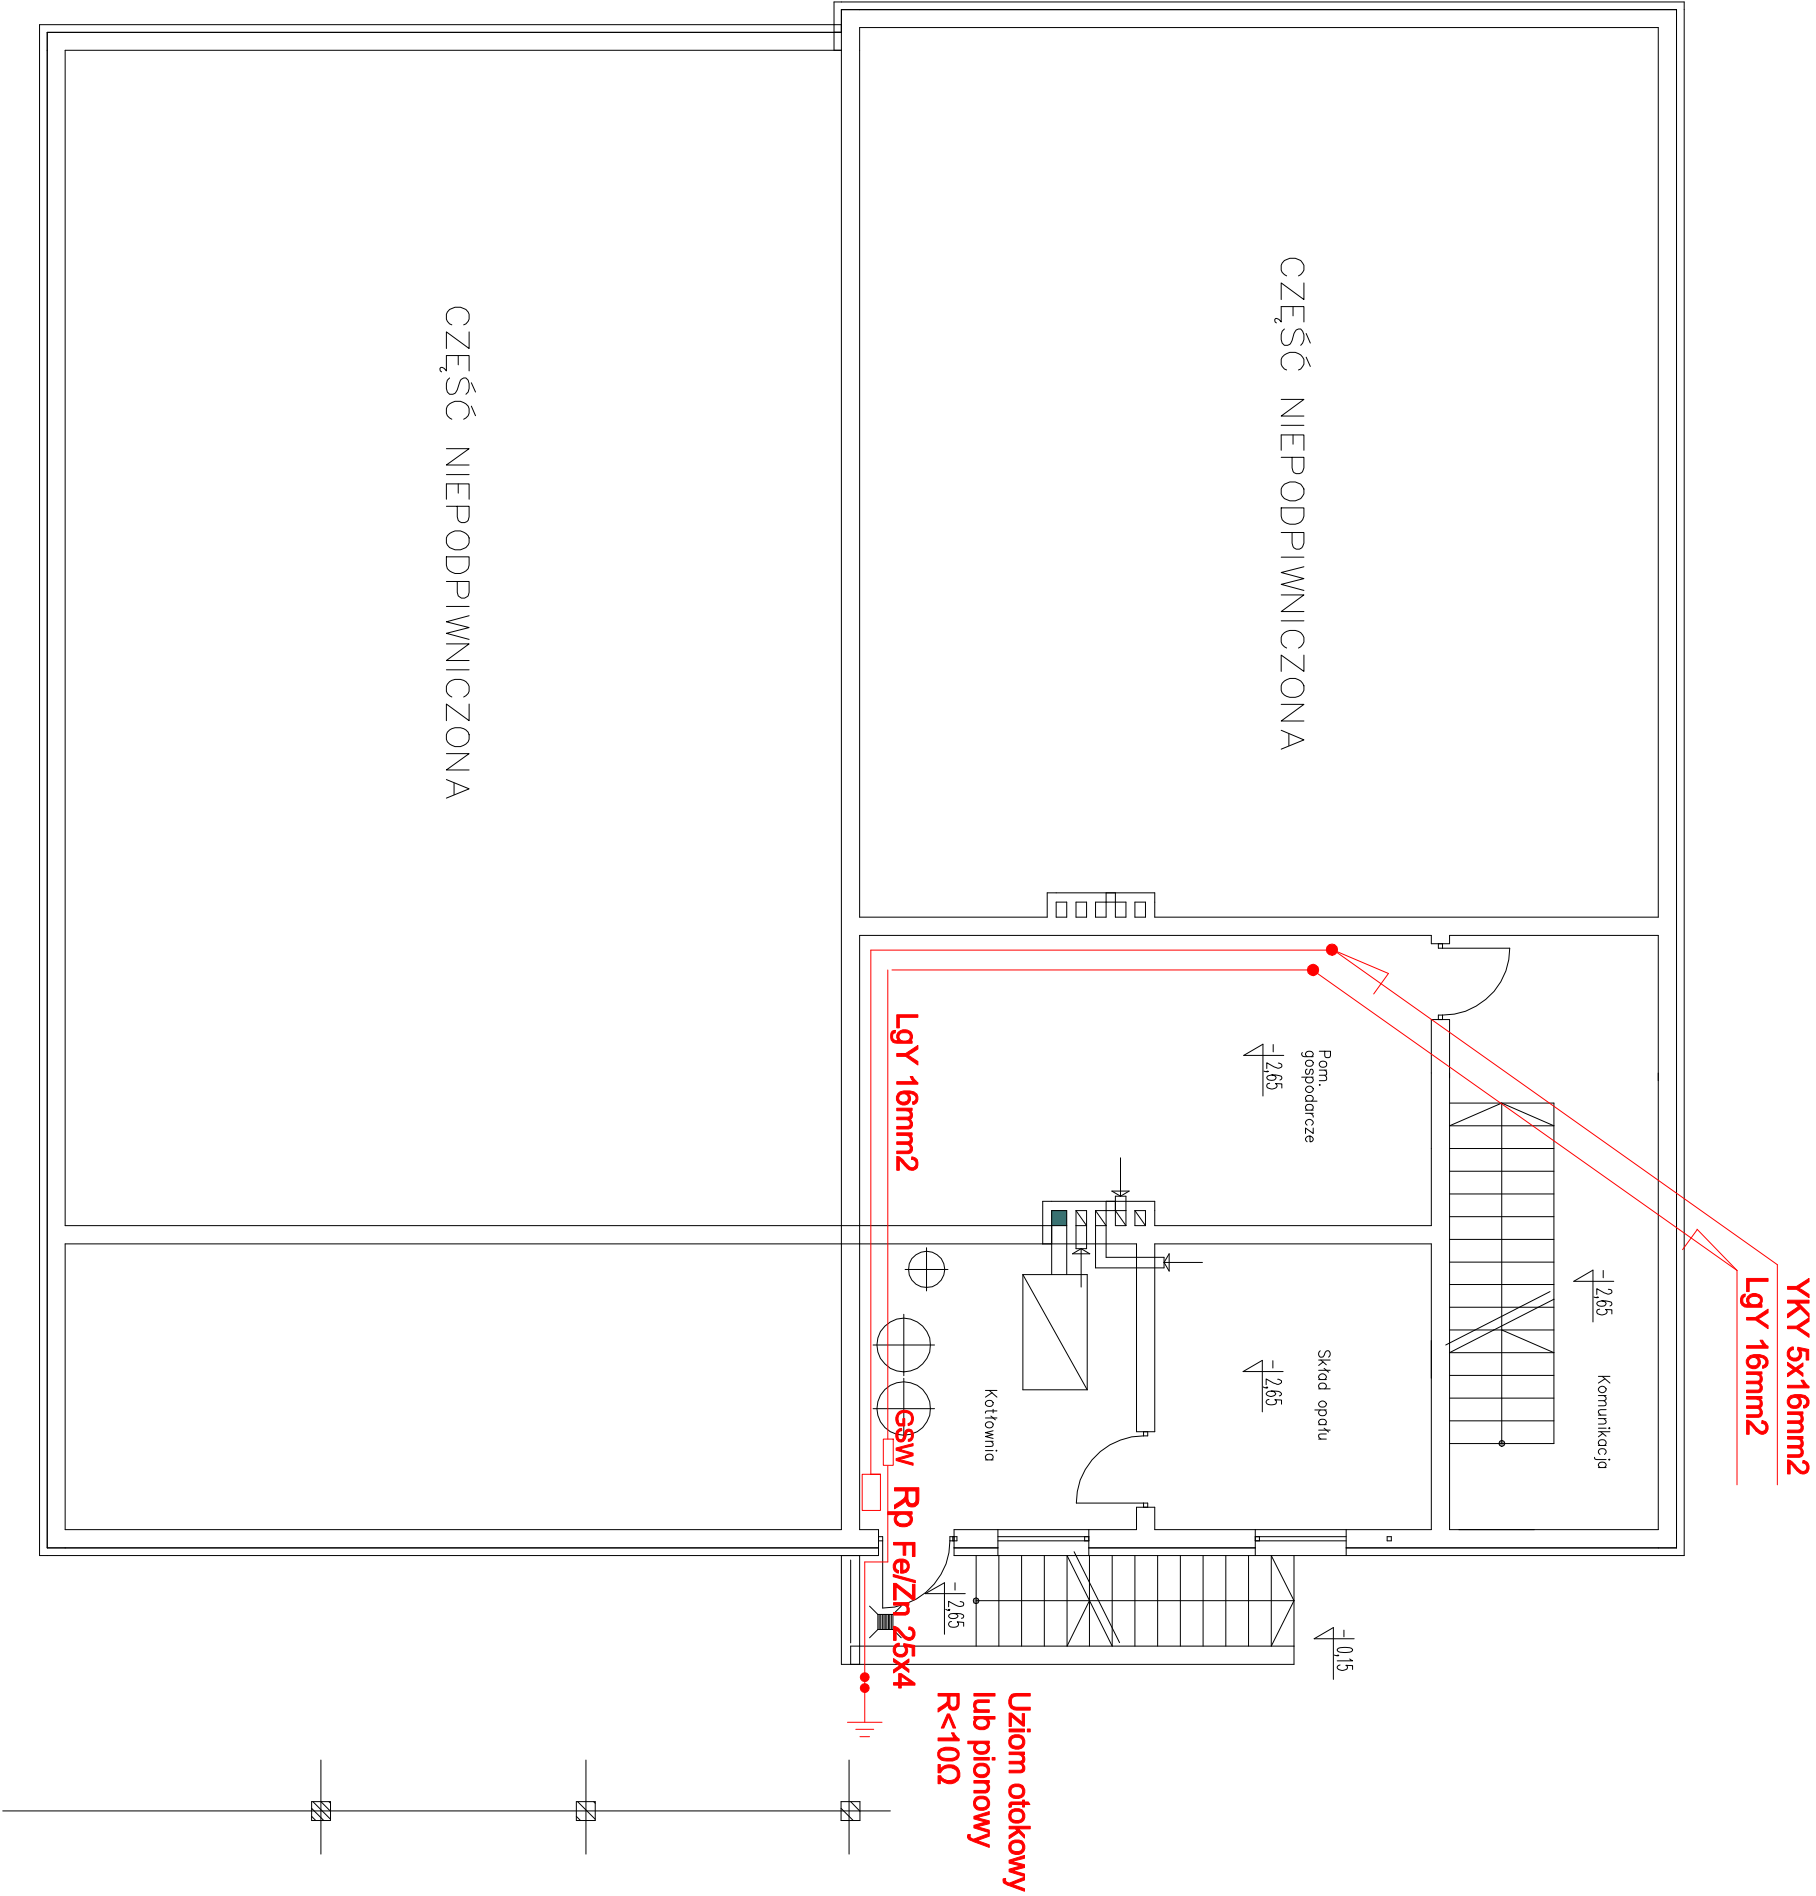 CZĘŚĆ NIEPODPIWNICZONA
CZĘŚĆ NIEPODPIWNICZONA
YKY 5x16mm2
LgY 16mm2
LgY 16mm2
Pom.
gospodarcze
-2,65
-2,65
Komunikacja
Skład opału
-2,65
Kotłownia
GSW
Rp
Fe/Zn 25x4
-2,65
-0,15
Uziom otokowy
lub pionowy
R<10Ω